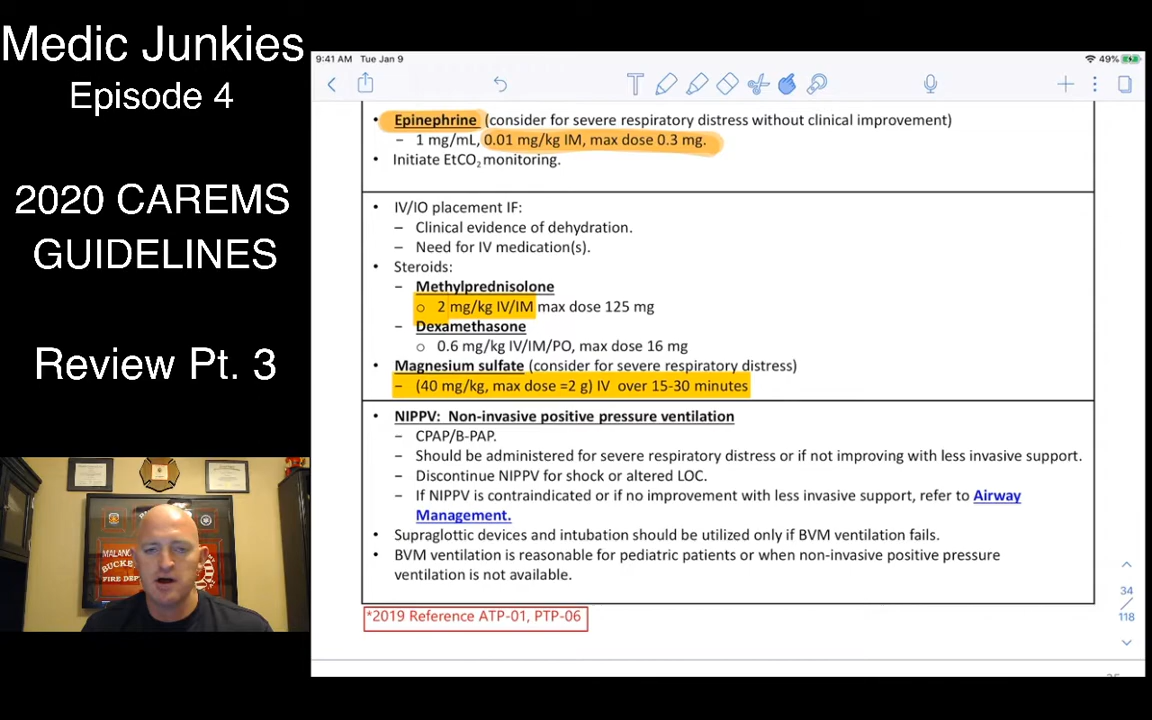 Medic Junkies
Episode 4
2020 CAREMS
GUIDELINES
Review Pt. 3
9:41 AM Tue Jan 9
49%
• Epinephrine (consider for severe respiratory distress without clinical improvement)
– 1 mg/mL, 0.01 mg/kg IM, max dose 0.3 mg.
• Initiate EtCO2 monitoring.
• IV/IO placement IF:
– Clinical evidence of dehydration.
– Need for IV medication(s).
• Steroids:
– Methylprednisolone
○ 2 mg/kg IV/IM max dose 125 mg
– Dexamethasone
○ 0.6 mg/kg IV/IM/PO, max dose 16 mg
• Magnesium sulfate (consider for severe respiratory distress)
– (40 mg/kg, max dose =2 g) IV over 15-30 minutes
• NIPPV: Non-invasive positive pressure ventilation
– CPAP/B-PAP.
– Should be administered for severe respiratory distress or if not improving with less invasive support.
– Discontinue NIPPV for shock or altered LOC.
– If NIPPV is contraindicated or if no improvement with less invasive support, refer to Airway
Management.
• Supraglottic devices and intubation should be utilized only if BVM ventilation fails.
• BVM ventilation is reasonable for pediatric patients or when non-invasive positive pressure
ventilation is not available.
*2019 Reference ATP-01, PTP-06
34
/
118